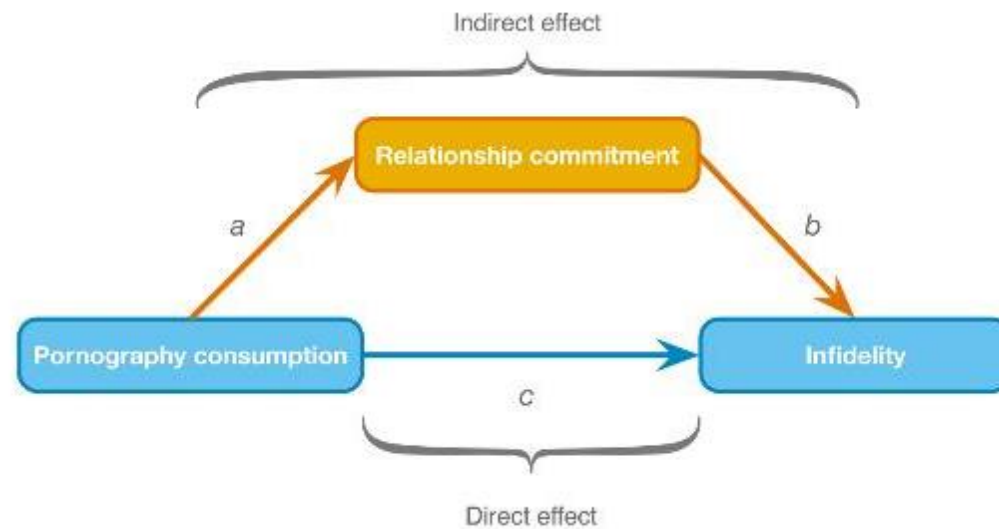 Indirect effect
Relationship commitment
a
b
Pornography consumption
Infidelity
c
Direct effect